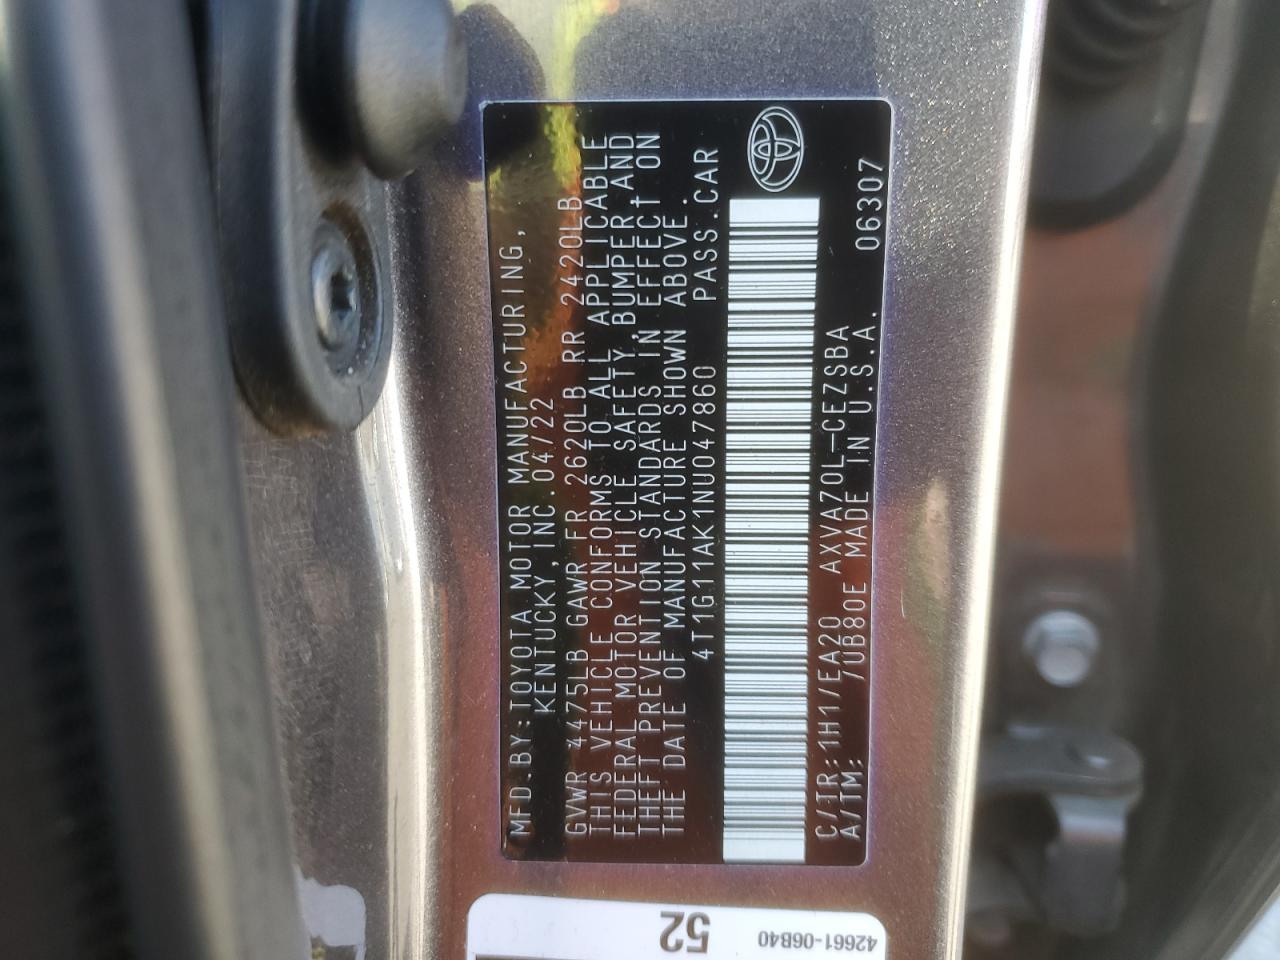 MFD.BY:TOYOTA MOTOR MANUFACTURING,
KENTUCKY,INC.04/22
GVWR 4475LB GAWR FR 2620LB RR 2420LB
THIS VEHICLE CONFORMS TO ALL APPLICABLE
FEDERAL MOTOR VEHICLE SAFETY,BUMPER,AND
THEFT PREVENTION STANDARDS IN EFFECT ON
THE DATE OF MANUFACTURE SHOWN ABOVE.
4T1G11AK1NU047860 PASS.CAR
C/TR:1H1/EA20 AXVA70L-CEZSBA
A/TM: /UB80E MADE IN U.S.A. 06307
52
42661-06B40